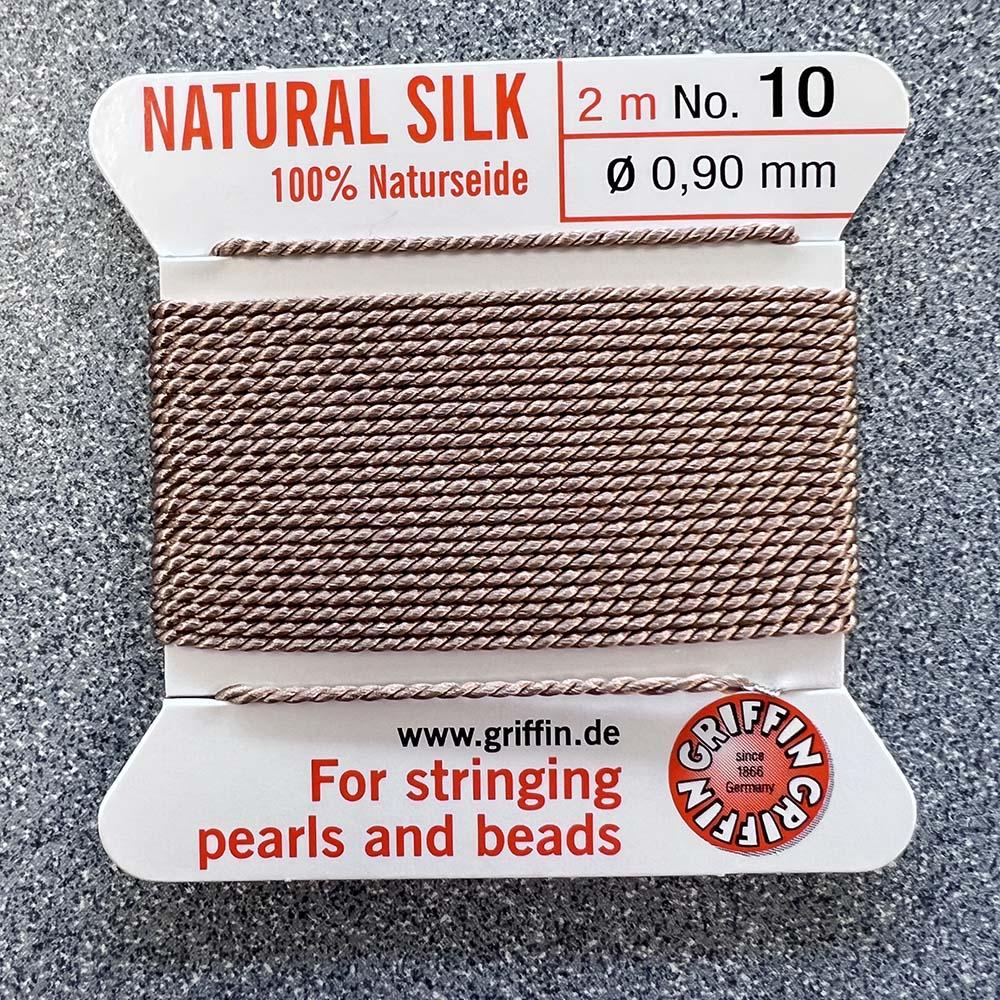 NATURAL SILK
100% Naturseide
2 m No. 10
Ø 0,90 mm
www.griffin.de
For stringing
pearls and beads
GRIFFIN GRIFFIN
since
1866
Germany